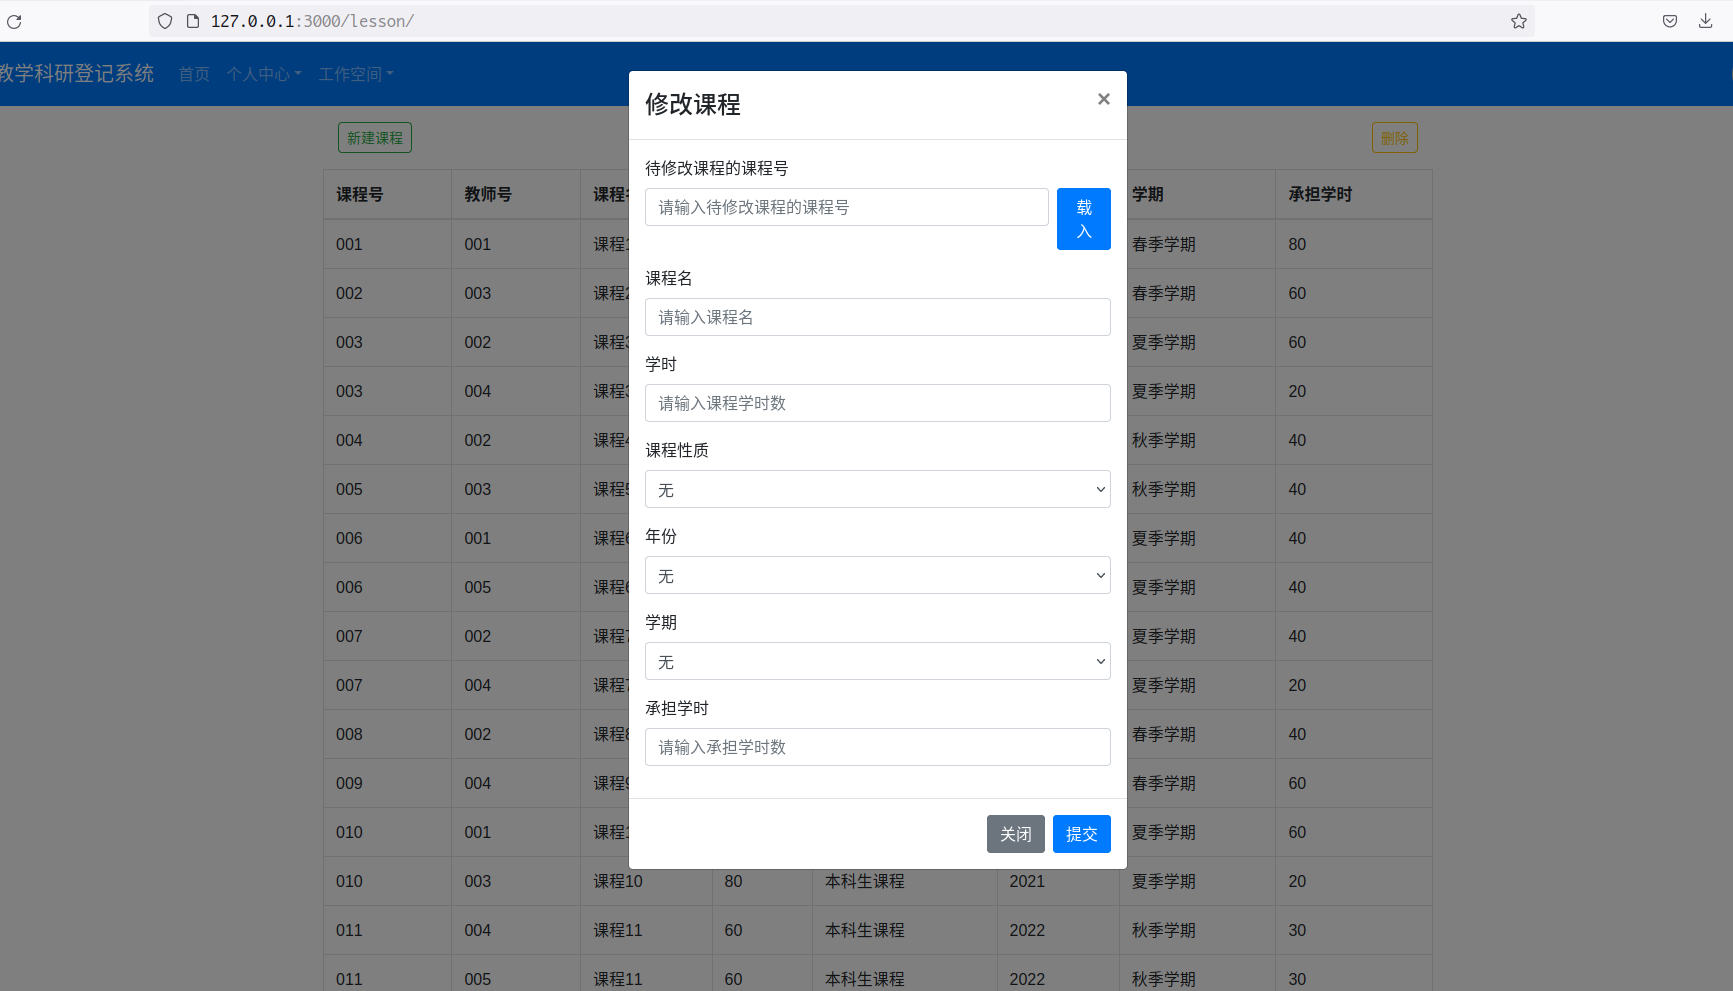 127.0.0.1:3000/lesson/
教学科研登记系统 首页 个人中心 工作空间
修改课程 ×
新建课程 删除
待修改课程的课程号
请输入待修改课程的课程号
载
入
课程名
请输入课程名
学时
请输入课程学时数
课程性质
无
年份
无
学期
无
承担学时
请输入承担学时数
关闭 提交
课程号 教师号 课程 学期 承担学时
001 001 课程1 春季学期 80
002 003 课程2 春季学期 60
003 002 课程3 夏季学期 60
003 004 课程3 夏季学期 20
004 002 课程4 秋季学期 40
005 003 课程5 秋季学期 40
006 001 课程6 夏季学期 40
006 005 课程6 夏季学期 40
007 002 课程7 夏季学期 40
007 004 课程7 夏季学期 20
008 002 课程8 春季学期 40
009 004 课程9 春季学期 60
010 001 课程1 夏季学期 60
010 003 课程10 80 本科生课程 2021 夏季学期 20
011 004 课程11 60 本科生课程 2022 秋季学期 30
011 005 课程11 60 本科生课程 2022 秋季学期 30